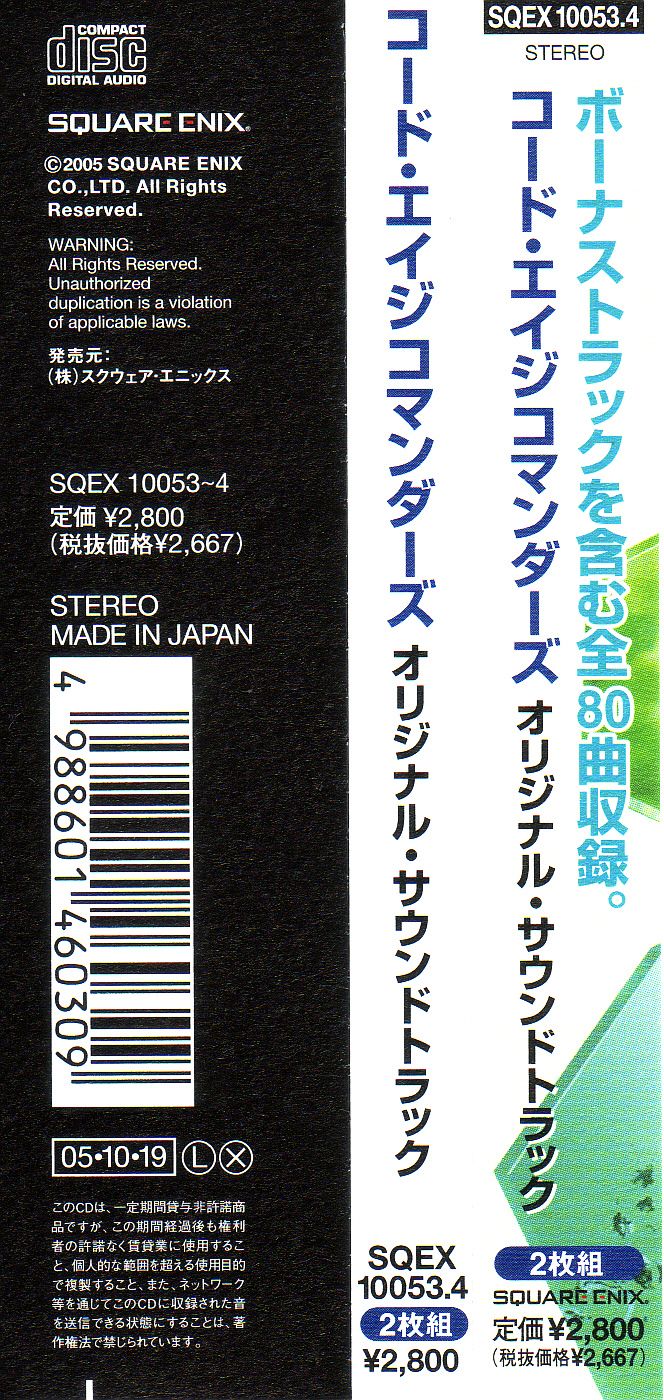 COMPACT
disc
DIGITAL AUDIO
SQUARE ENIX®
©2005 SQUARE ENIX
CO.,LTD. All Rights
Reserved.
WARNING:
All Rights Reserved.
Unauthorized
duplication is a violation
of applicable laws.
発売元:
(株)スクウェア・エニックス
SQEX 10053~4
定価 ¥2,800
(税抜価格¥2,667)
STEREO
MADE IN JAPAN
4 988601 460309
05•10•19 Ⓛ Ⓧ
このCDは、一定期間貸与非許諾商
品ですが、この期間経過後も権利
者の許諾なく賃貸業に使用するこ
と、個人的な範囲を超える使用目的
で複製すること、また、ネットワーク
等を通じてこのCDに収録された音
を送信できる状態にすることは、著
作権法で禁じられています。
コード・エイジ コマンダーズ オリジナル・サウンドトラック
SQEX
10053.4
2枚組
¥2,800
SQEX 10053.4
STEREO
ボーナストラックを含む全80曲収録。
コード・エイジ コマンダーズ オリジナル・サウンドトラック
2枚組
SQUARE ENIX.
定価 ¥2,800
(税抜価格¥2,667)